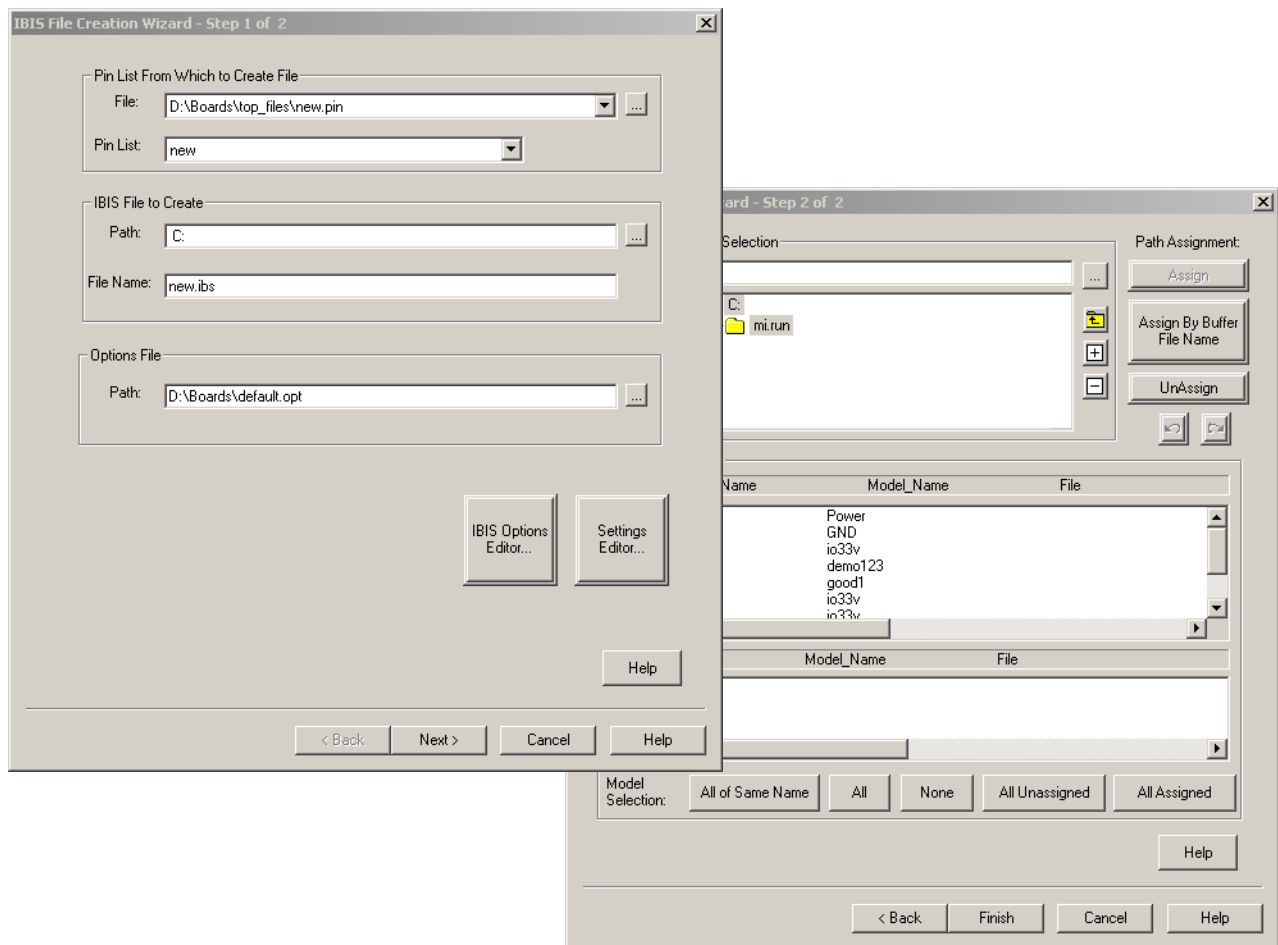 IBIS File Creation Wizard - Step 1 of 2
Pin List From Which to Create File
File: D:\Boards\top_files\new.pin ...
Pin List: new
IBIS File to Create
Path: C: ...
File Name: new.ibs
Options File
Path: D:\Boards\default.opt ...
IBIS Options Editor...
Settings Editor...
Help
< Back Next > Cancel Help
ard - Step 2 of 2
Selection
Path Assignment:
...
Assign
C:
mi.run
Assign By Buffer File Name
UnAssign
Name Model_Name File
Power
GND
io33v
demo123
good1
io33v
io33v
Model_Name File
Model Selection: All of Same Name All None All Unassigned All Assigned
Help
< Back Finish Cancel Help